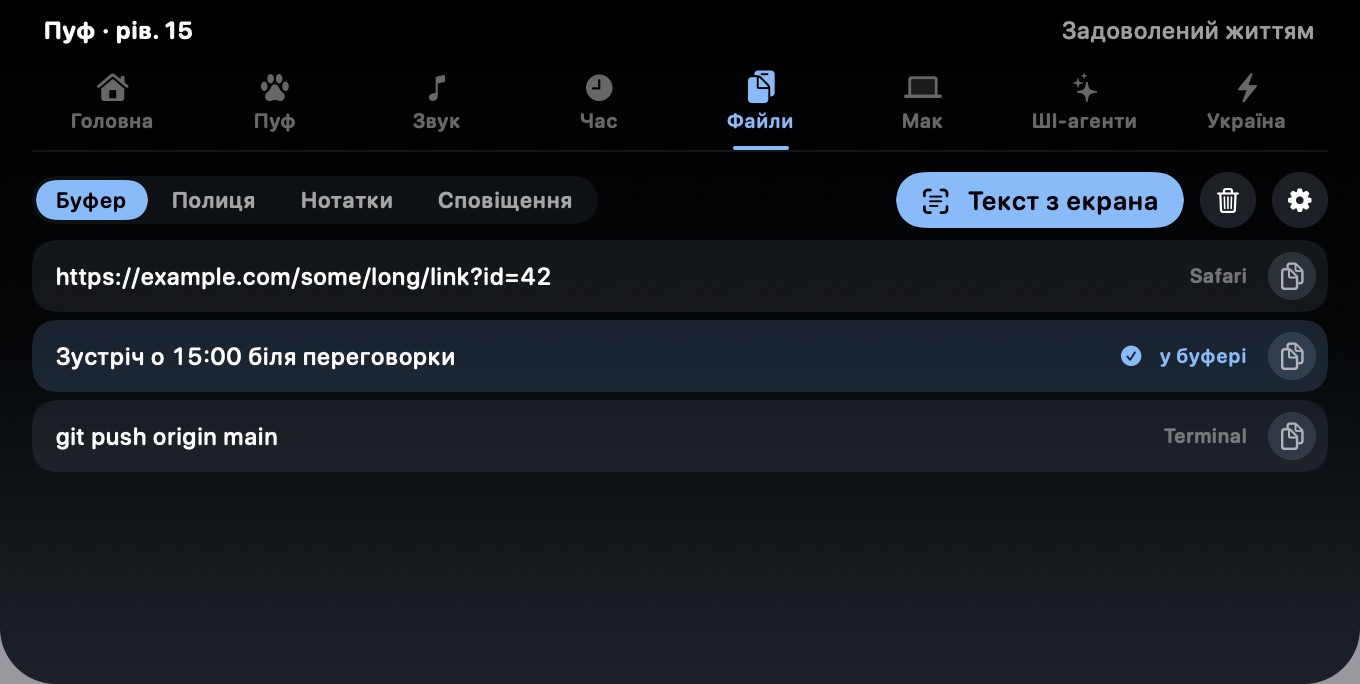 Пуф · рів. 15
Задоволений життям
Головна Пуф Звук Час Файли Мак ШІ-агенти Україна
Буфер Полиця Нотатки Сповіщення Текст з екрана
https://example.com/some/long/link?id=42 Safari
Зустріч о 15:00 біля переговорки у буфері
git push origin main Terminal